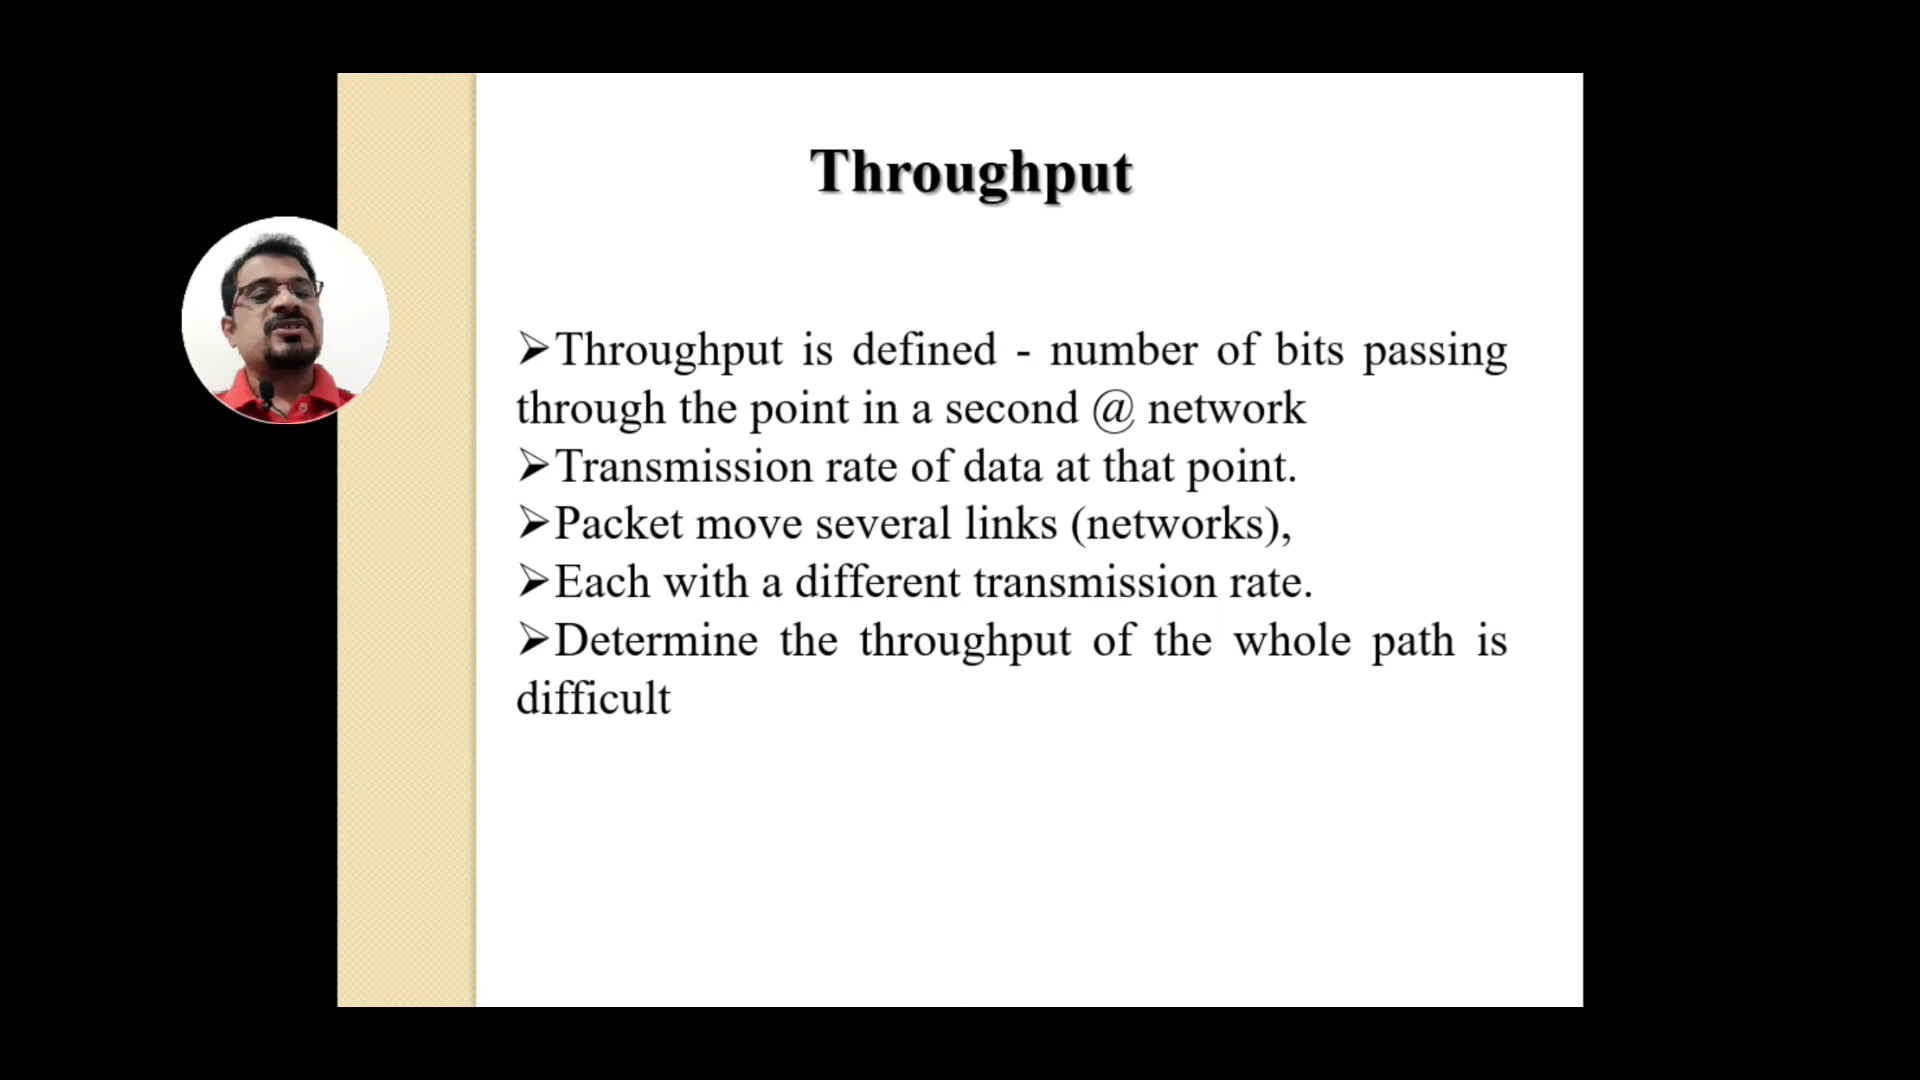 Throughput
➢Throughput is defined - number of bits passing
through the point in a second @ network
➢Transmission rate of data at that point.
➢Packet move several links (networks),
➢Each with a different transmission rate.
➢Determine the throughput of the whole path is
difficult